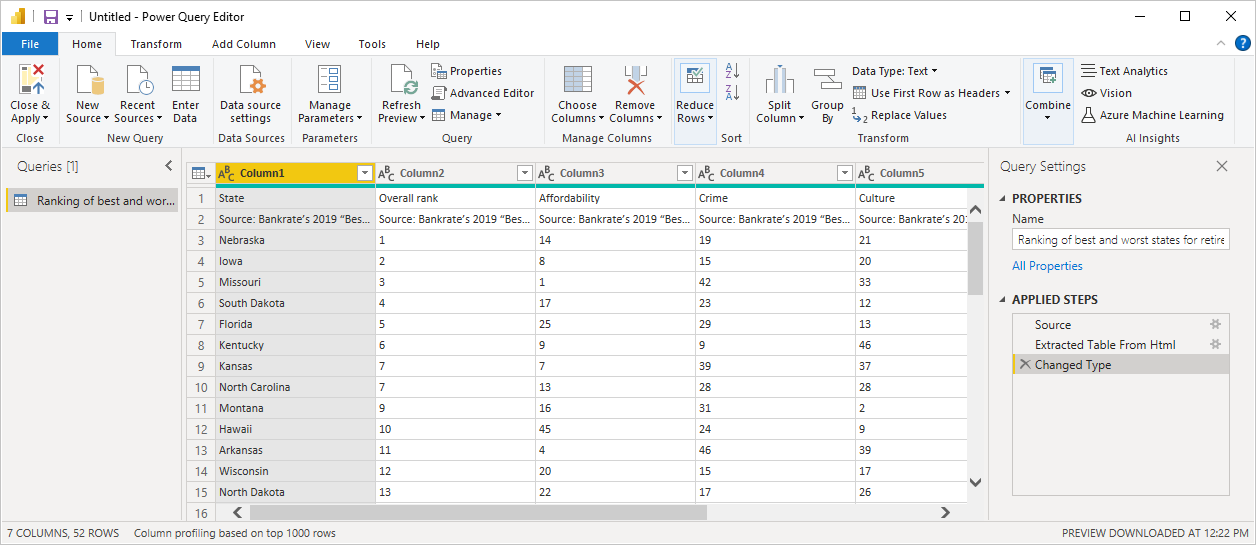 Untitled - Power Query Editor
File Home Transform Add Column View Tools Help
Close & Apply
Close
New Source
Recent Sources
Enter Data
New Query
Data source settings
Data Sources
Manage Parameters
Parameters
Refresh Preview
Properties
Advanced Editor
Manage
Query
Choose Columns
Remove Columns
Manage Columns
Reduce Rows
Sort
Split Column
Group By
Data Type: Text
Use First Row as Headers
Replace Values
Transform
Combine
Text Analytics
Vision
Azure Machine Learning
AI Insights
Queries [1]
Ranking of best and wor...
Column1 Column2 Column3 Column4 Column5
1 State Overall rank Affordability Crime Culture
2 Source: Bankrate's 2019 “Bes... Source: Bankrate's 2019 “Bes... Source: Bankrate's 2019 “Bes... Source: Bankrate's 2019 “Bes... Source: Bankrate's 201
3 Nebraska 1 14 19 21
4 Iowa 2 8 15 20
5 Missouri 3 1 42 33
6 South Dakota 4 17 23 12
7 Florida 5 25 29 13
8 Kentucky 6 9 9 46
9 Kansas 7 7 39 37
10 North Carolina 7 13 28 28
11 Montana 9 16 31 2
12 Hawaii 10 45 24 9
13 Arkansas 11 4 46 39
14 Wisconsin 12 20 15 17
15 North Dakota 13 22 17 26
16
Query Settings
PROPERTIES
Name
Ranking of best and worst states for retire
All Properties
APPLIED STEPS
Source
Extracted Table From Html
Changed Type
7 COLUMNS, 52 ROWS Column profiling based on top 1000 rows
PREVIEW DOWNLOADED AT 12:22 PM